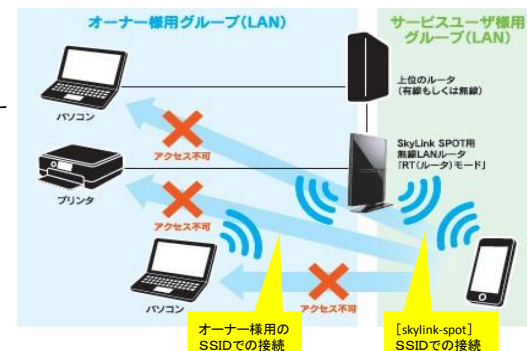 オーナー様用グループ(LAN)
サービスユーザ様用
グループ(LAN)
パソコン
上位のルータ
(有線もしくは無線)
アクセス不可
SkyLink SPOT用
無線LANルータ
「RT(ルータ)モード」
プリンタ
アクセス不可
パソコン
アクセス不可
オーナー様用の
SSIDでの接続
[skylink-spot]
SSIDでの接続